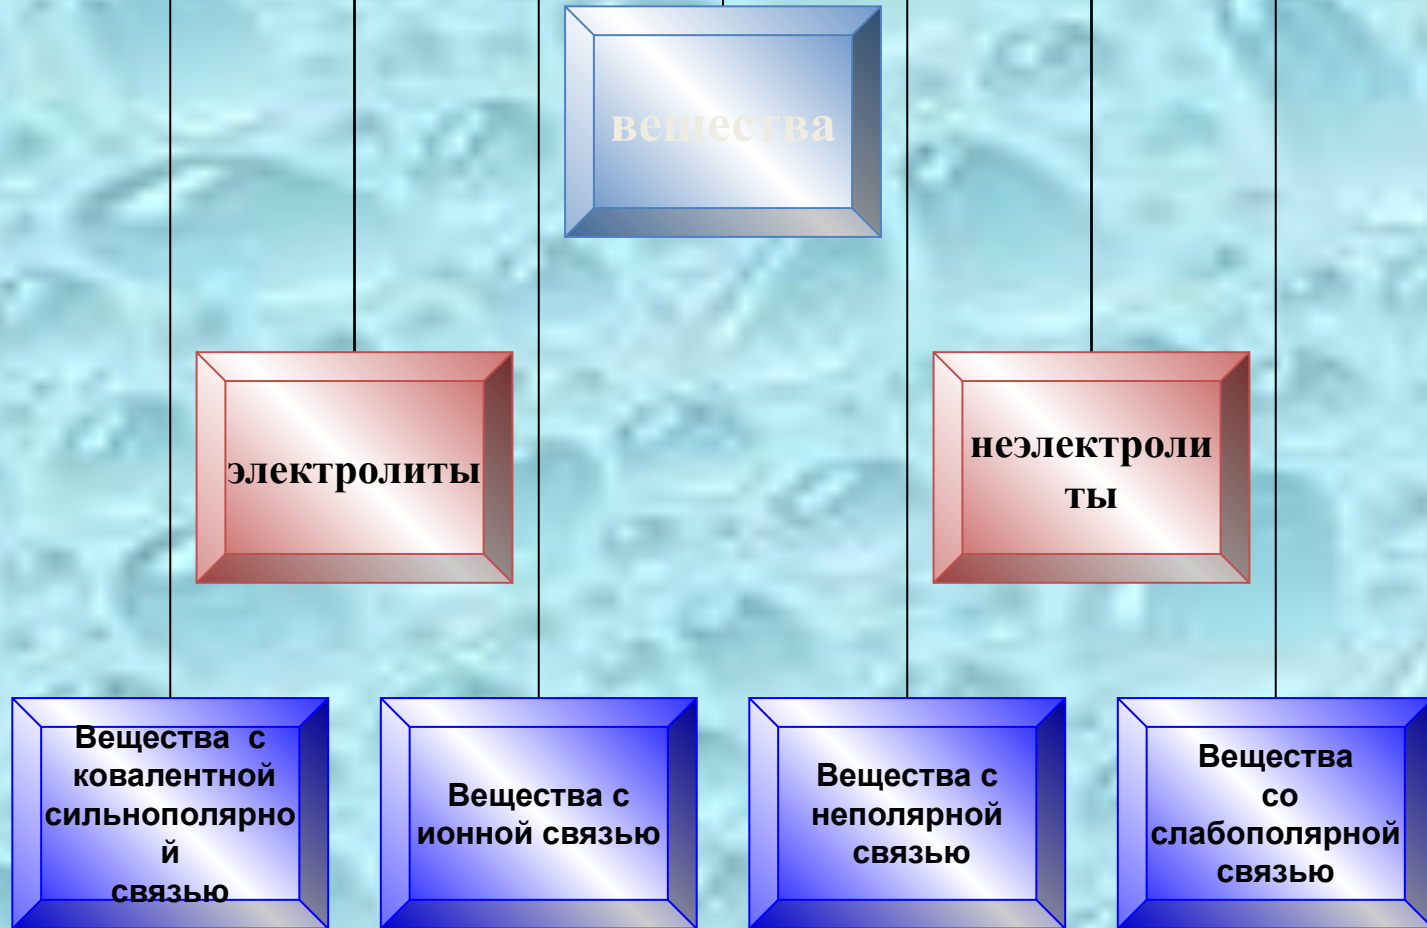 вещества
электролиты
неэлектроли
ты
Вещества с
ковалентной
сильнополярно
й
связью
Вещества с
ионной связью
Вещества с
неполярной
связью
Вещества
со
слабополярной
связью